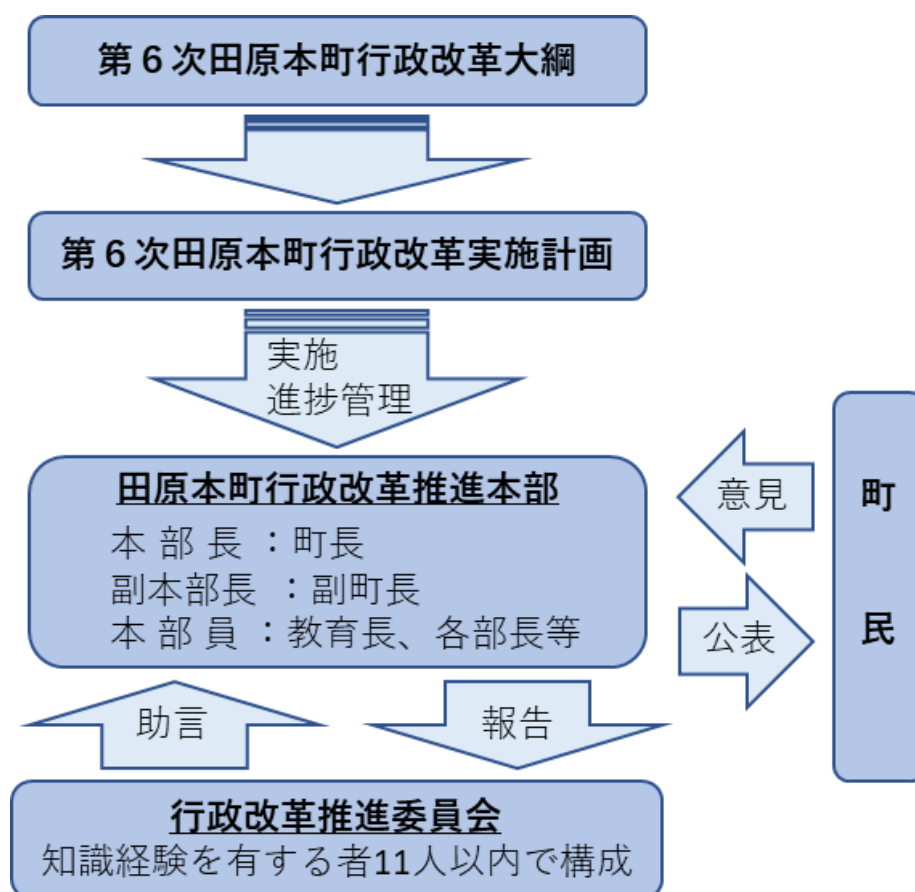 第６次田原本町行政改革大綱
第６次田原本町行政改革実施計画
実施
進捗管理
田原本町行政改革推進本部
本 部 長 ：町長
副本部長 ：副町長
本 部 員 ：教育長、各部長等
意見
公表
町
民
助言
報告
行政改革推進委員会
知識経験を有する者11人以内で構成